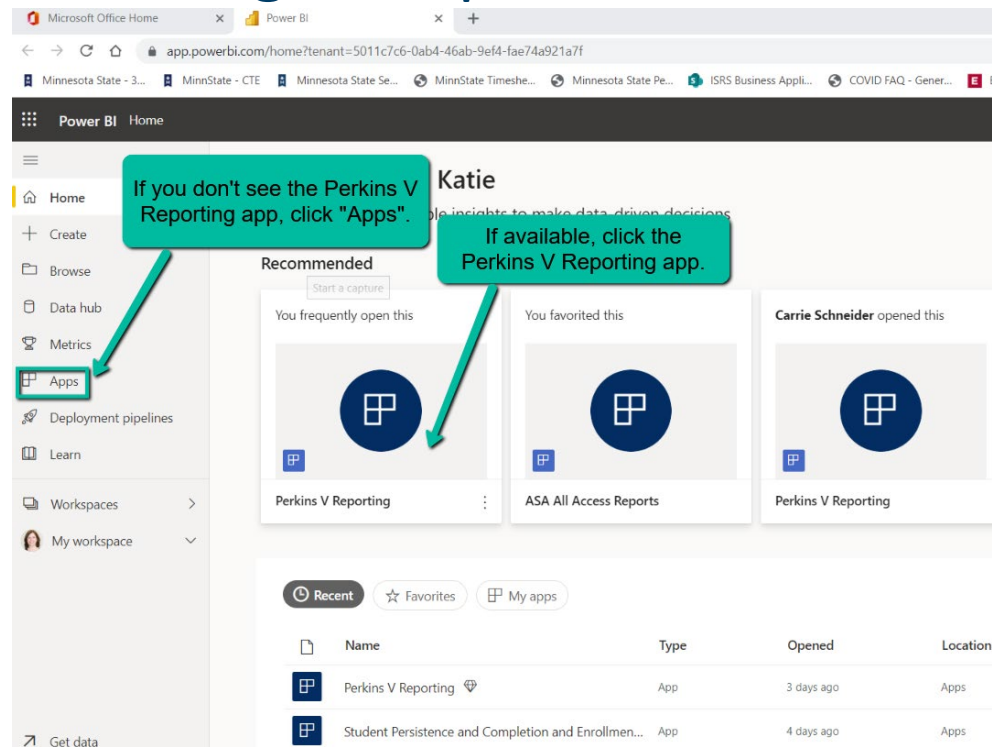 Microsoft Office Home
Power BI
app.powerbi.com/home?tenant=5011c7c6-0ab4-46ab-9ef4-fae74a921a7f
Minnesota State - 3...
MinnState - CTE
Minnesota State Se...
MinnState Timeshe...
Minnesota State Pe...
ISRS Business Appli...
COVID FAQ - Gener...
Power BI Home
Home
Create
Browse
Data hub
Metrics
Apps
Deployment pipelines
Learn
Workspaces
My workspace
Get data
If you don't see the Perkins V
Reporting app, click "Apps".
Katie
insights to make data-driven decisions
If available, click the
Perkins V Reporting app.
Recommended
Start a capture
You frequently open this
Perkins V Reporting
You favorited this
ASA All Access Reports
Carrie Schneider opened this
Perkins V Reporting
Recent
Favorites
My apps
Name Type Opened Location
Perkins V Reporting App 3 days ago Apps
Student Persistence and Completion and Enrollmen... App 4 days ago Apps